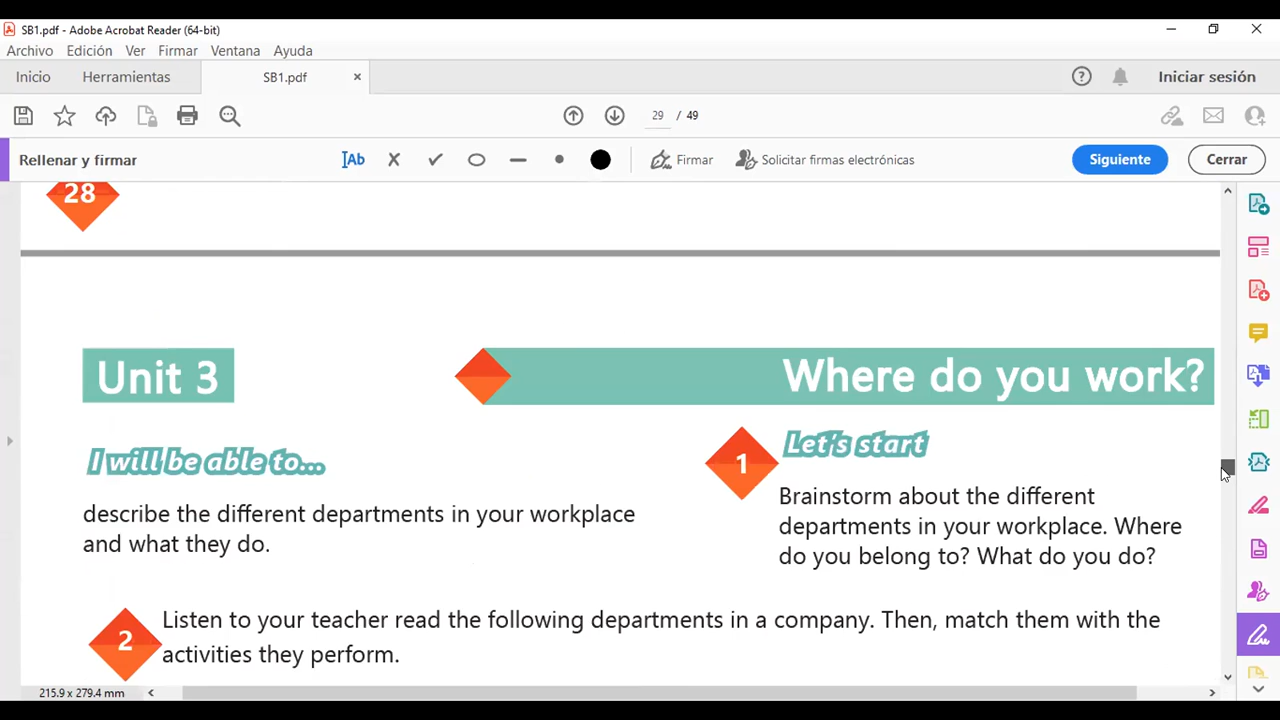 SB1.pdf - Adobe Acrobat Reader (64-bit)
Archivo Edición Ver Firmar Ventana Ayuda
Inicio Herramientas SB1.pdf × Iniciar sesión
29 / 49
Rellenar y firmar Ab Firmar Solicitar firmas electrónicas Siguiente Cerrar
28
Unit 3 Where do you work?
I will be able to...
describe the different departments in your workplace
and what they do.
1 Let's start
Brainstorm about the different
departments in your workplace. Where
do you belong to? What do you do?
2 Listen to your teacher read the following departments in a company. Then, match them with the
activities they perform.
215.9 x 279.4 mm